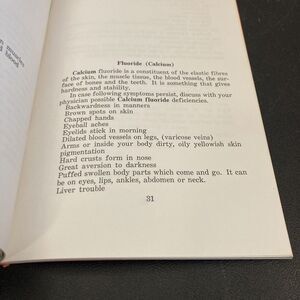 Fluoride (Calcium)
Calcium fluoride is a constituent of the elastic fibres
of the skin, the muscle tissue, the blood vessels, the sur-
face of bones and the teeth. It is something that gives
hardness and stability.
In case following symptoms persist, discuss with your
physician possible Calcium fluoride deficiencies.
Backwardness in manners
Brown spots on skin
Chapped hands
Eyeball aches
Eyelids stick in morning
Dilated blood vessels on legs, (varicose veins)
Arms or inside your body dirty, oily yellowish skin
pigmentation
Hard crusts form in nose
Great aversion to darkness
Puffed swollen body parts which come and go. It can
be on eyes, lips, ankles, abdomen or neck.
Liver trouble
31